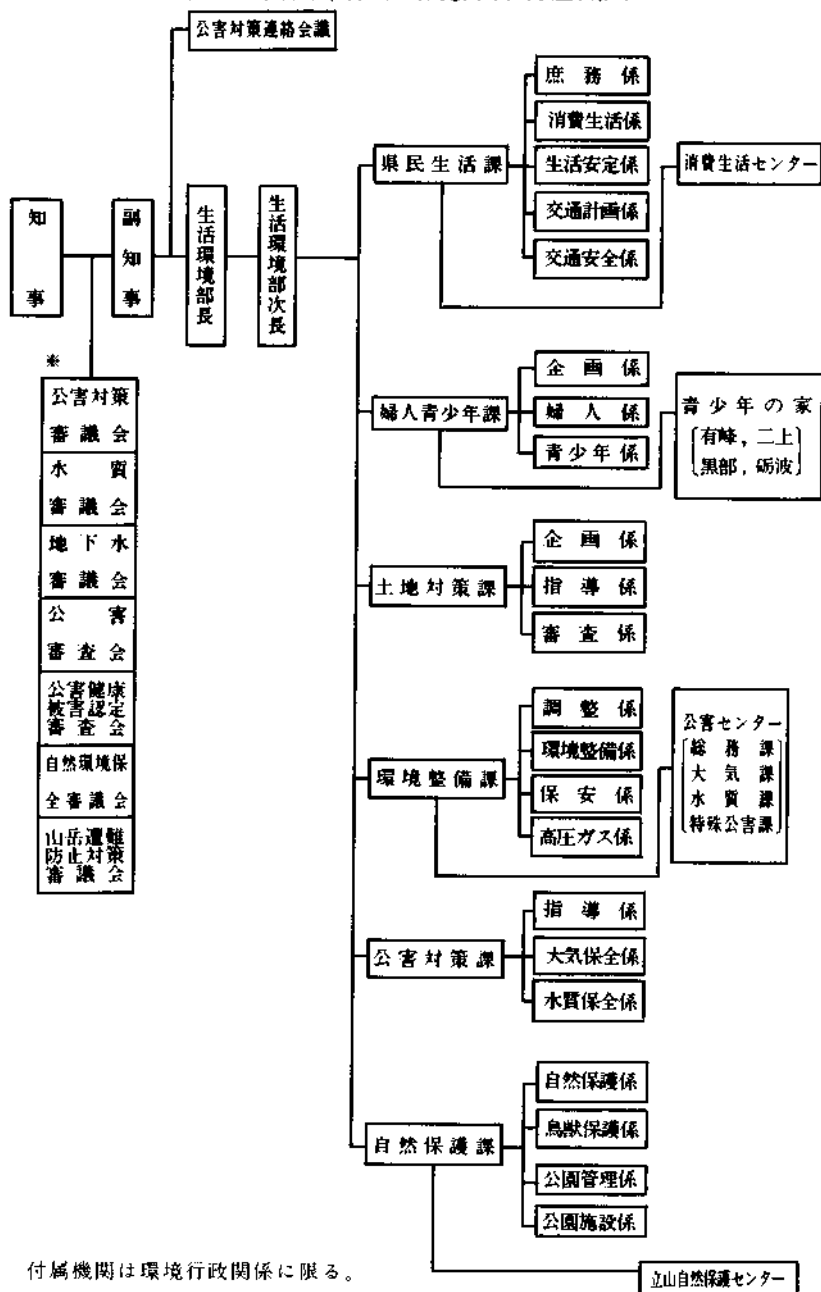 公害対策連絡会議
知事
副知事
生活環境部長
生活環境部次長
※
公害対策
審議会
水質
審議会
地下水
審議会
公害
審査会
公害健康
被害認定
審査会
自然環境保
全審議会
山岳遭難
防止対策
審議会
県民生活課
庶務係
消費生活係
生活安定係
交通計画係
交通安全係
消費生活センター
婦人青少年課
企画係
婦人係
青少年係
青少年の家
有峰,二上
黒部,砺波
土地対策課
企画係
指導係
審査係
環境整備課
調整係
環境整備係
保安係
高圧ガス係
公害センター
総務課
大気課
水質課
特殊公害課
公害対策課
指導係
大気保全係
水質保全係
自然保護課
自然保護係
鳥獣保護係
公園管理係
公園施設係
立山自然保護センター
付属機関は環境行政関係に限る。